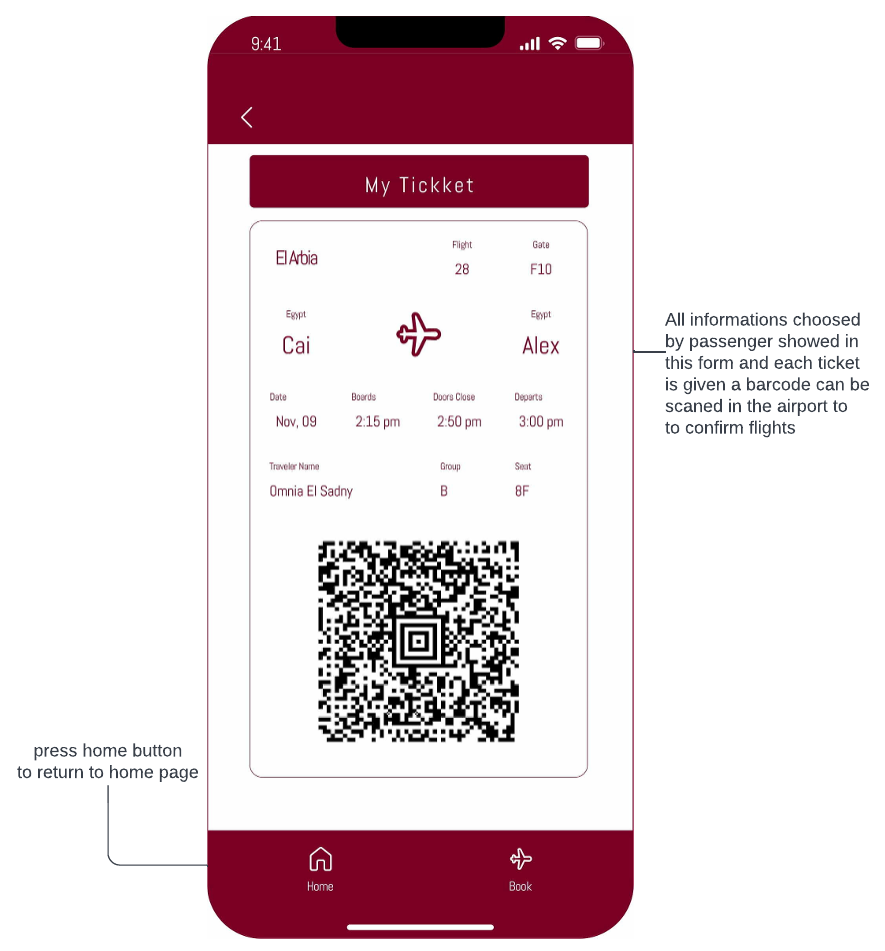 9:41
My Tickket
El Arbia
Flight
Gate
28
F10
Egypt
Egypt
Cai
Alex
Date
Boards
Doors Close
Departs
Nov, 09
2:15 pm
2:50 pm
3:00 pm
Traveler Name
Group
Seat
Omnia El Sadny
B
8F
All informations choosed
by passenger showed in
this form and each ticket
is given a barcode can be
scaned in the airport to
to confirm flights
press home button
to return to home page
Home
Book